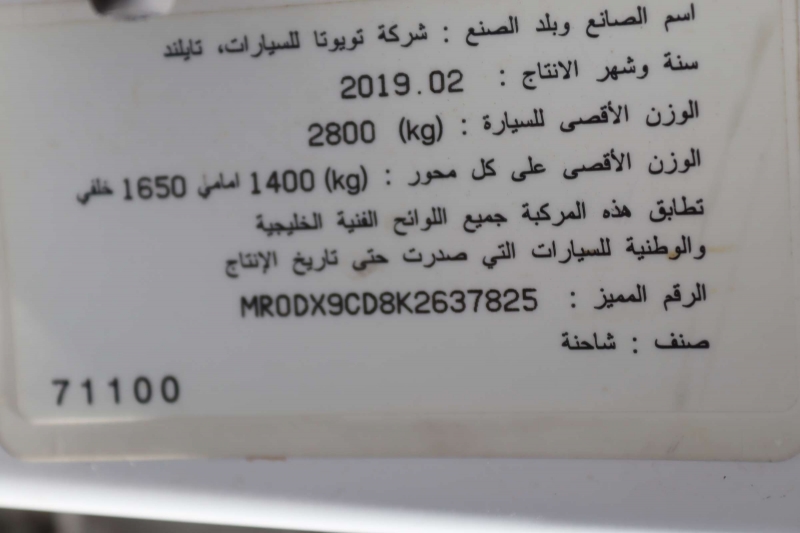 اسم الصانع وبلد الصنع : شركة تويوتا للسيارات، تايلند
سنة وشهر الانتاج : 2019.02
الوزن الأقصى للسيارة : (kg) 2800
الوزن الأقصى على كل محور : (kg) 1400 امامي 1650 خلفي
تطابق هذه المركبة جميع اللوائح الفنية الخليجية
والوطنية للسيارات التي صدرت حتى تاريخ الإنتاج
الرقم المميز : MR0DX9CD8K2637825
صنف : شاحنة
71100